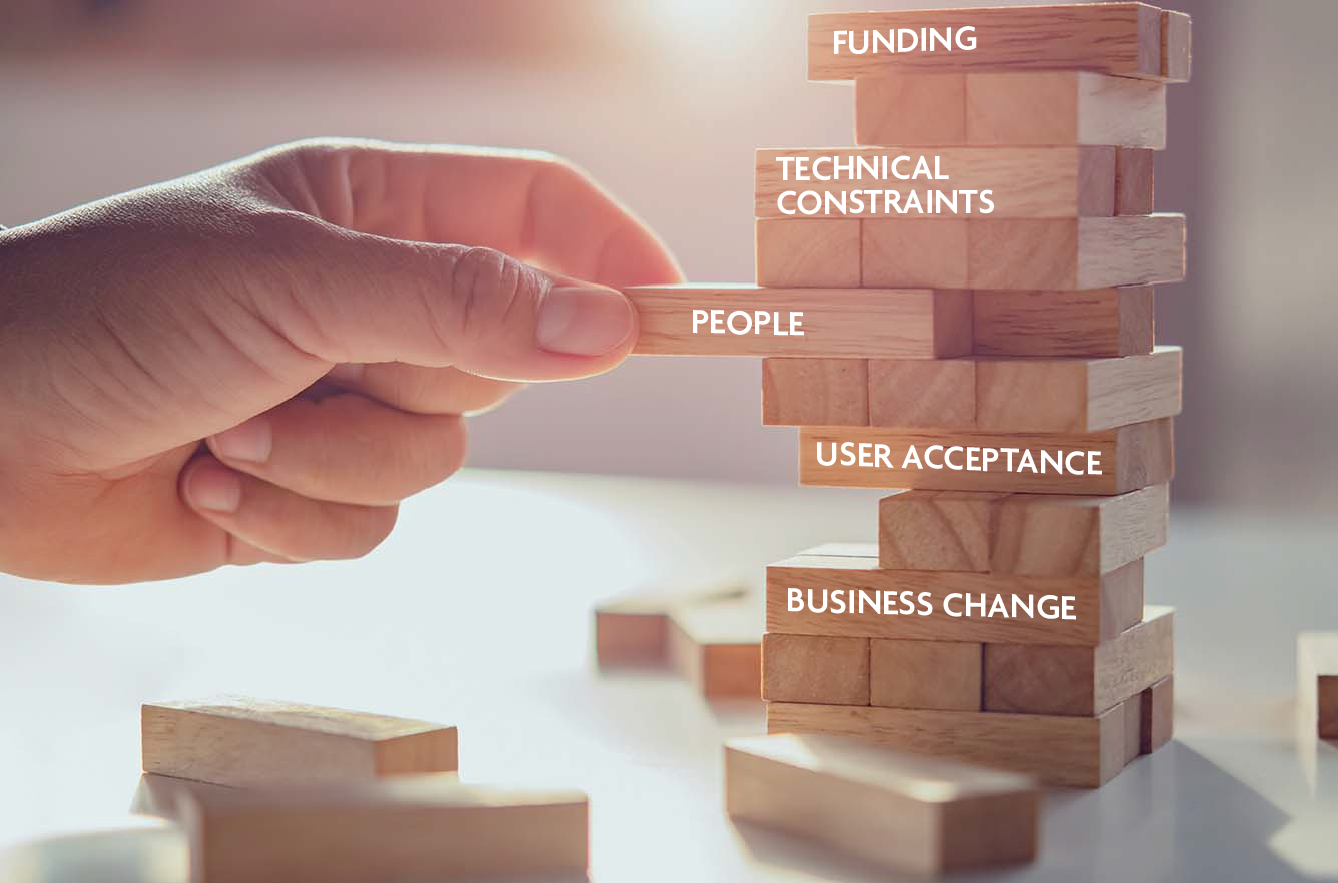 FUNDING
TECHNICAL
CONSTRAINTS
PEOPLE
USER ACCEPTANCE
BUSINESS CHANGE